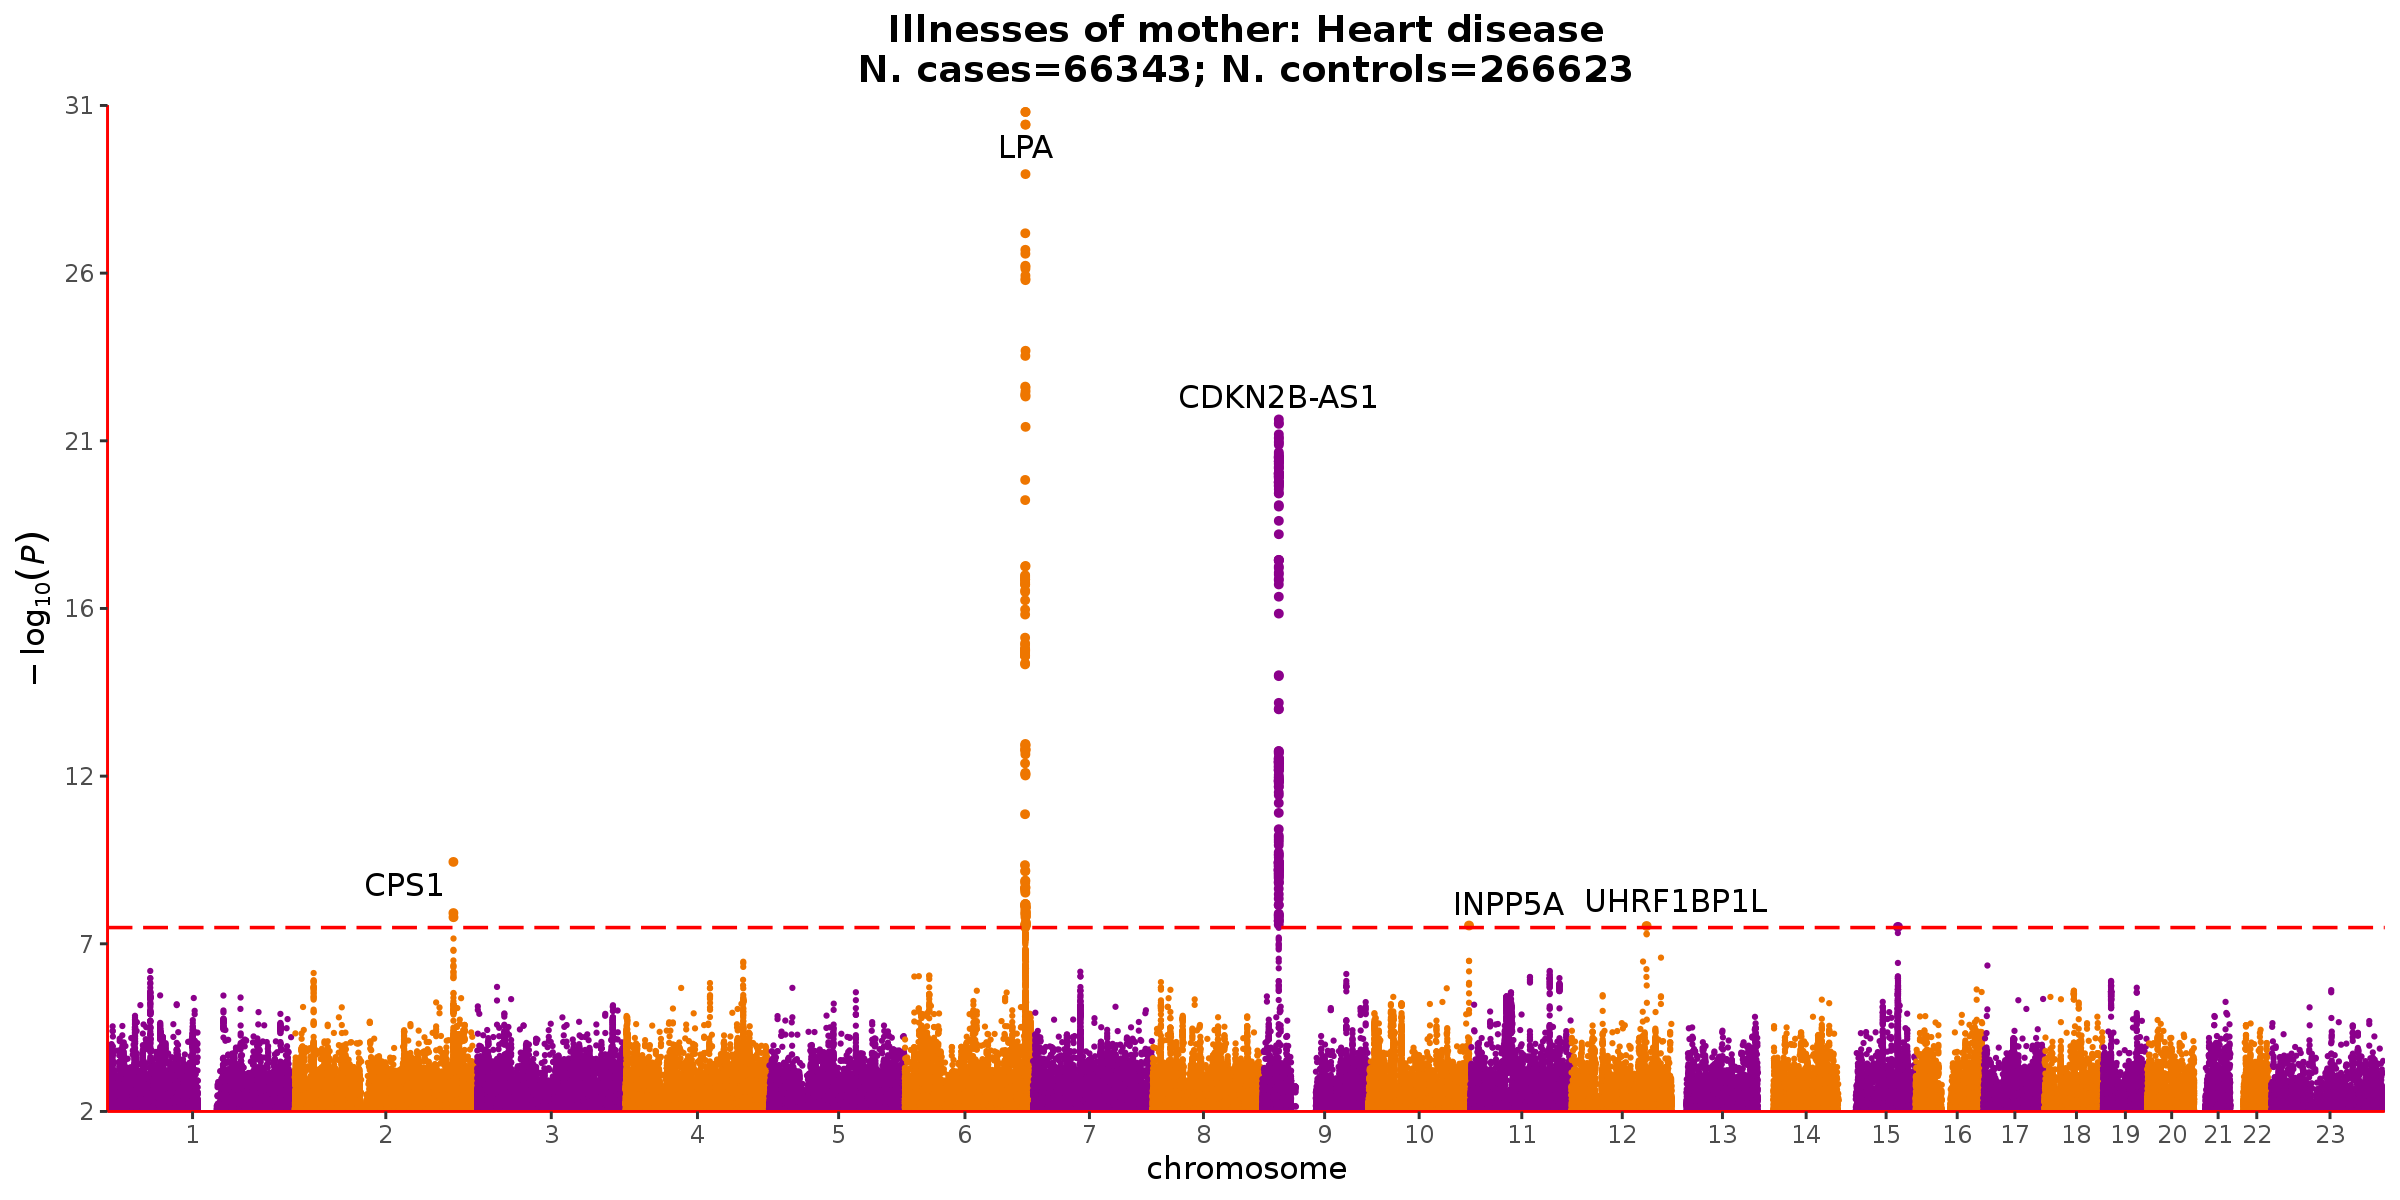 Illnesses of mother: Heart disease
N. cases=66343; N. controls=266623
31
26
21
16
12
7
2
−log₁₀(P)
LPA
CDKN2B-AS1
CPS1
INPP5A
UHRF1BP1L
1 2 3 4 5 6 7 8 9 10 11 12 13 14 15 16 17 18 19 20 21 22 23
chromosome